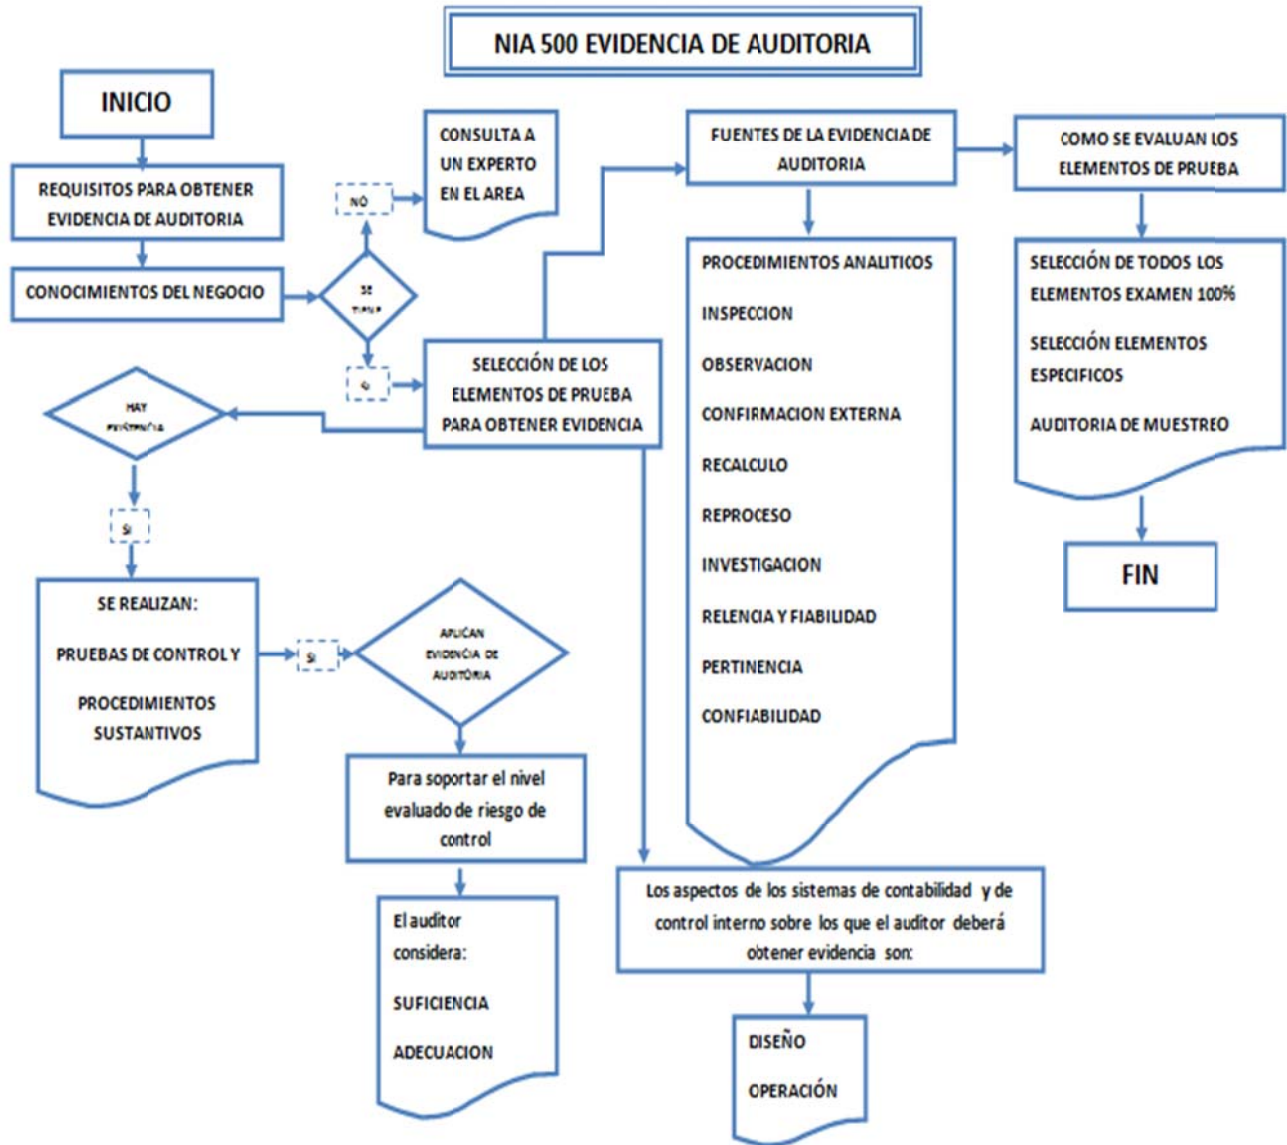 NIA 500 EVIDENCIA DE AUDITORIA
INICIO
REQUISITOS PARA OBTENER
EVIDENCIA DE AUDITORIA
CONOCIMIENTOS DEL NEGOCIO
SE
NO
CONSULTA A
UN EXPERTO
EN EL AREA
SELECCIÓN DE LOS
ELEMENTOS DE PRUEBA
PARA OBTENER EVIDENCIA
HAY
EXISTENCIA
SI
SE REALIZAN:
PRUEBAS DE CONTROL Y
PROCEDIMIENTOS
SUSTANTIVOS
SI
APLICAN
EVIDENCIA DE
AUDITORIA
Para soportar el nivel
evaluado de riesgo de
control
El auditor
considera:
SUFICIENCIA
ADECUACION
FUENTES DE LA EVIDENCIA DE
AUDITORIA
PROCEDIMIENTOS ANALITICOS
INSPECCION
OBSERVACION
CONFIRMACION EXTERNA
RECALCULO
REPROCESO
INVESTIGACION
RELENCIA Y FIABILIDAD
PERTINENCIA
CONFIABILIDAD
Los aspectos de los sistemas de contabilidad y de
control interno sobre los que el auditor deberá
obtener evidencia son:
DISEÑO
OPERACIÓN
COMO SE EVALUAN LOS
ELEMENTOS DE PRUEBA
SELECCIÓN DE TODOS LOS
ELEMENTOS EXAMEN 100%
SELECCIÓN ELEMENTOS
ESPECIFICOS
AUDITORIA DE MUESTREO
FIN